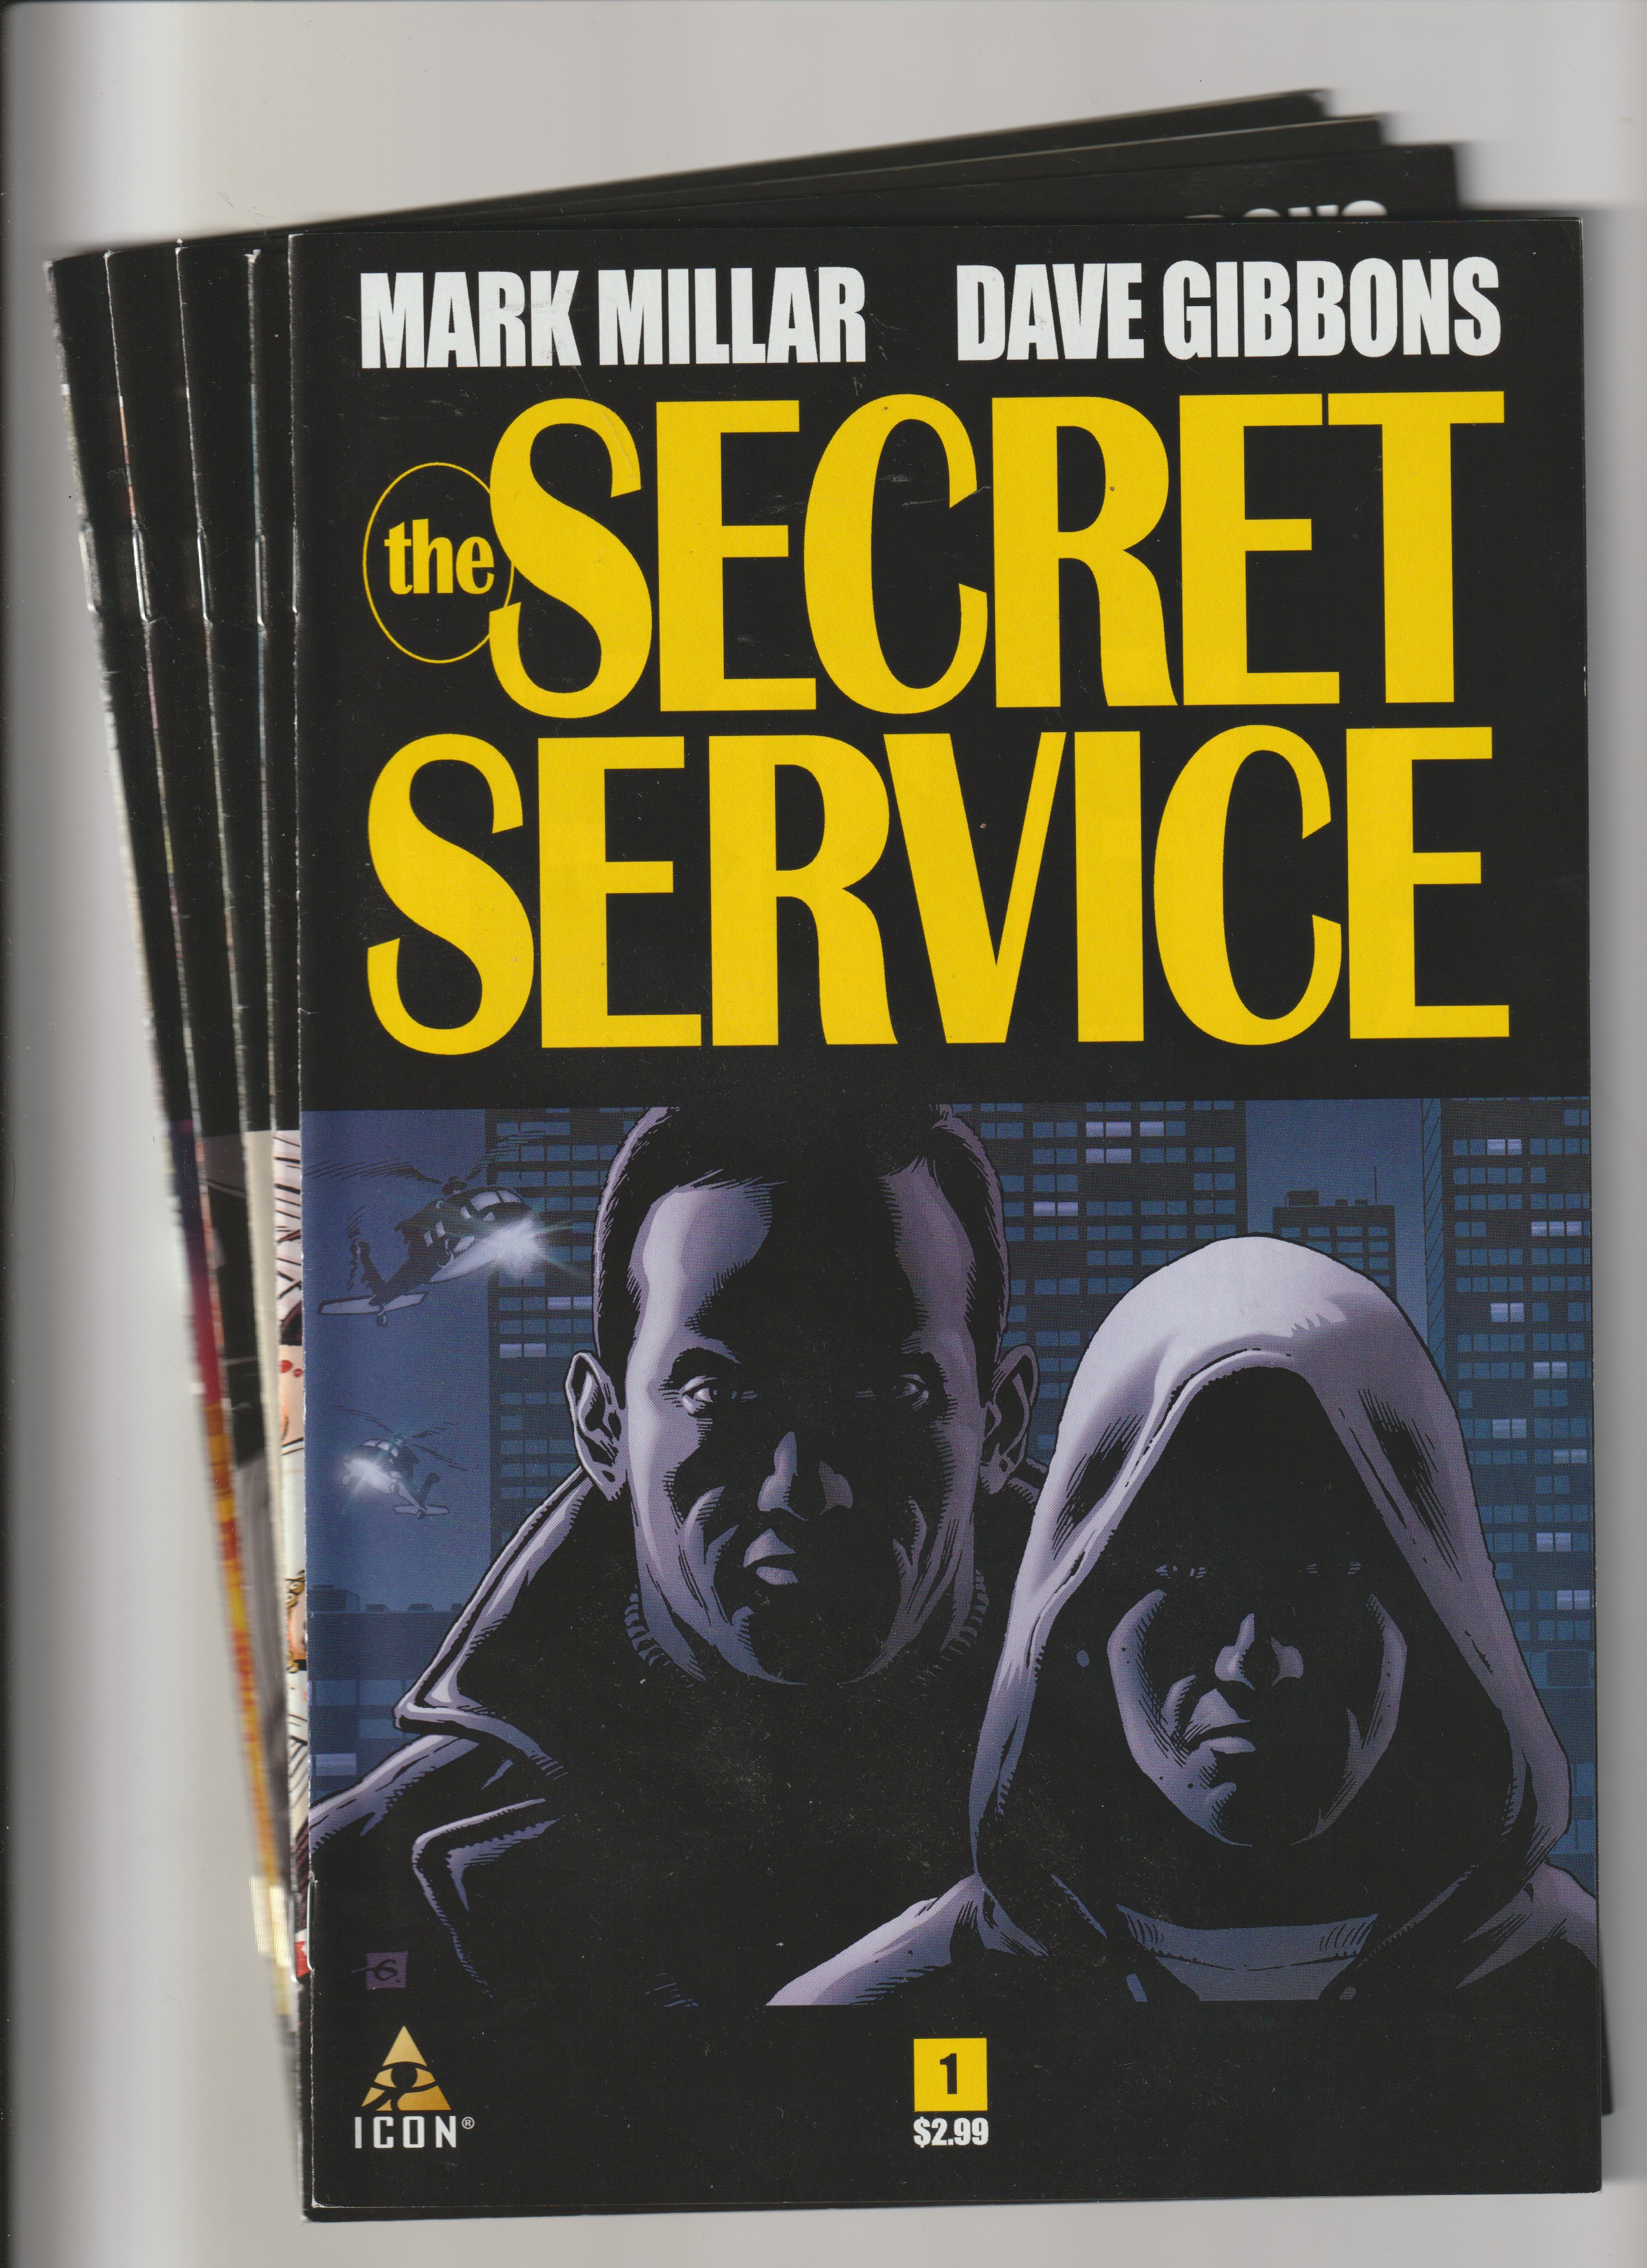 MARK MILLAR DAVE GIBBONS
the SECRET
SERVICE
G.
ICON®
1
$2.99